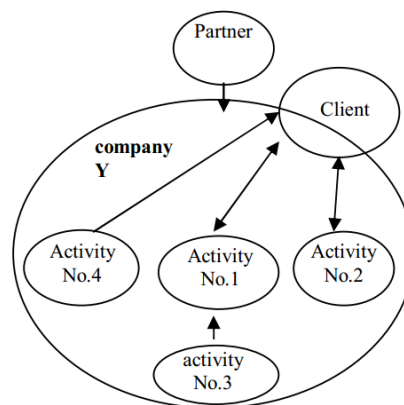 Partner
Client
company
Y
Activity
No.4
Activity
No.1
Activity
No.2
activity
No.3